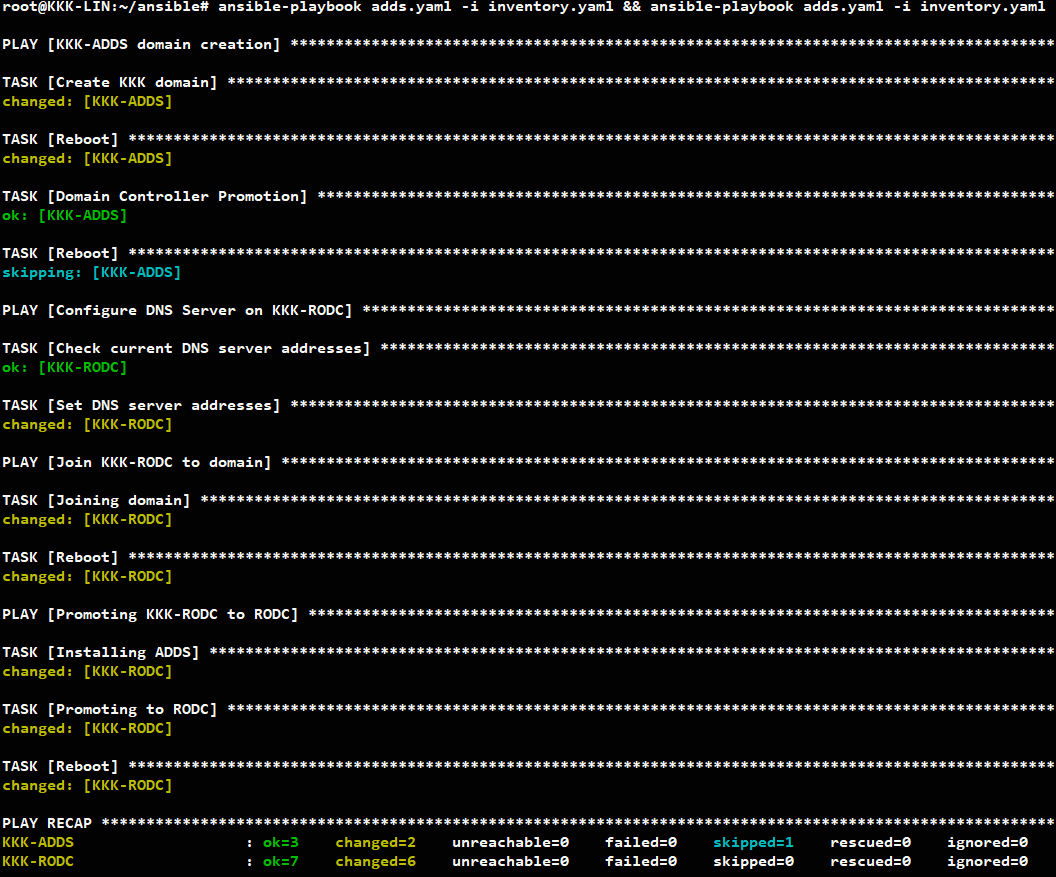 root@KKK-LIN:~/ansible# ansible-playbook adds.yaml -i inventory.yaml && ansible-playbook adds.yaml -i inventory.yaml
PLAY [KKK-ADDS domain creation] *************************************************************************************
TASK [Create KKK domain] ********************************************************************************************
changed: [KKK-ADDS]
TASK [Reboot] *******************************************************************************************************
changed: [KKK-ADDS]
TASK [Domain Controller Promotion] **********************************************************************************
ok: [KKK-ADDS]
TASK [Reboot] *******************************************************************************************************
skipping: [KKK-ADDS]
PLAY [Configure DNS Server on KKK-RODC] *****************************************************************************
TASK [Check current DNS server addresses] ***************************************************************************
ok: [KKK-RODC]
TASK [Set DNS server addresses] *************************************************************************************
changed: [KKK-RODC]
PLAY [Join KKK-RODC to domain] **************************************************************************************
TASK [Joining domain] ***********************************************************************************************
changed: [KKK-RODC]
TASK [Reboot] *******************************************************************************************************
changed: [KKK-RODC]
PLAY [Promoting KKK-RODC to RODC] ***********************************************************************************
TASK [Installing ADDS] **********************************************************************************************
changed: [KKK-RODC]
TASK [Promoting to RODC] ********************************************************************************************
changed: [KKK-RODC]
TASK [Reboot] *******************************************************************************************************
changed: [KKK-RODC]
PLAY RECAP **********************************************************************************************************
KKK-ADDS                   : ok=3    changed=2    unreachable=0    failed=0    skipped=1    rescued=0    ignored=0
KKK-RODC                   : ok=7    changed=6    unreachable=0    failed=0    skipped=0    rescued=0    ignored=0